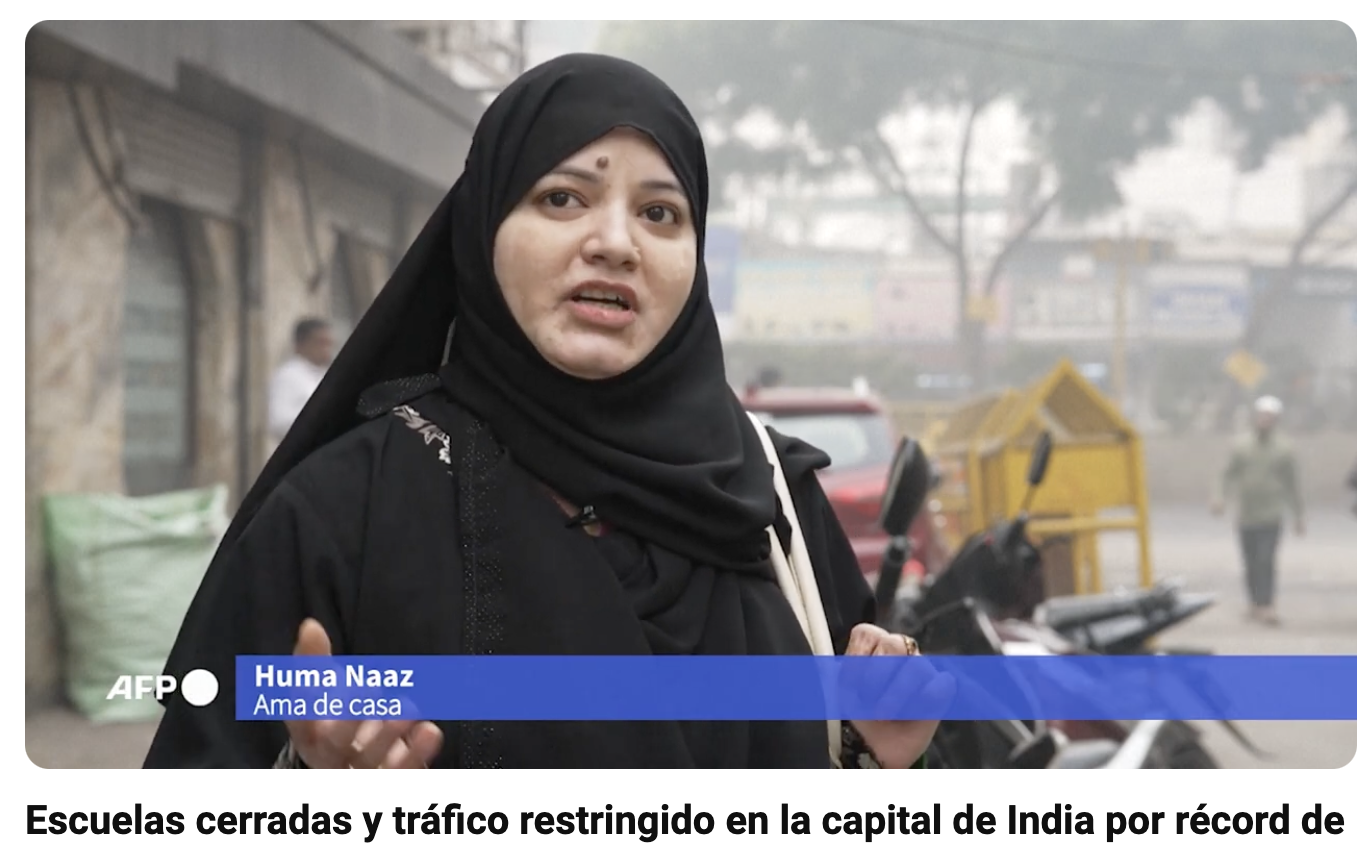 AFP
Huma Naaz
Ama de casa
Escuelas cerradas y tráfico restringido en la capital de India por récord de